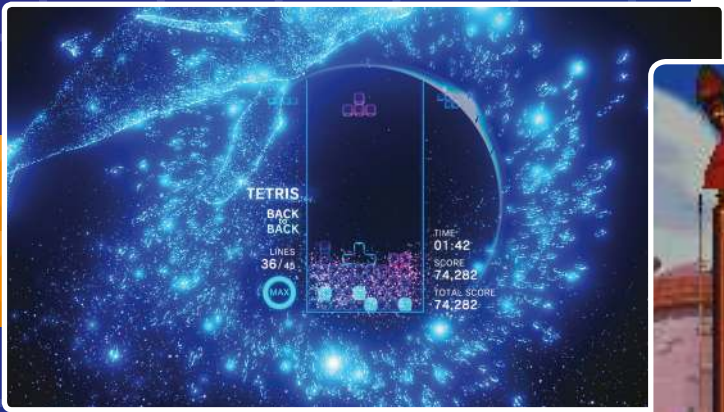 TETRIS
BACK
to
BACK
LINES
36/45
MAX
TIME
01:42
SCORE
74,282
TOTAL SCORE
74,282